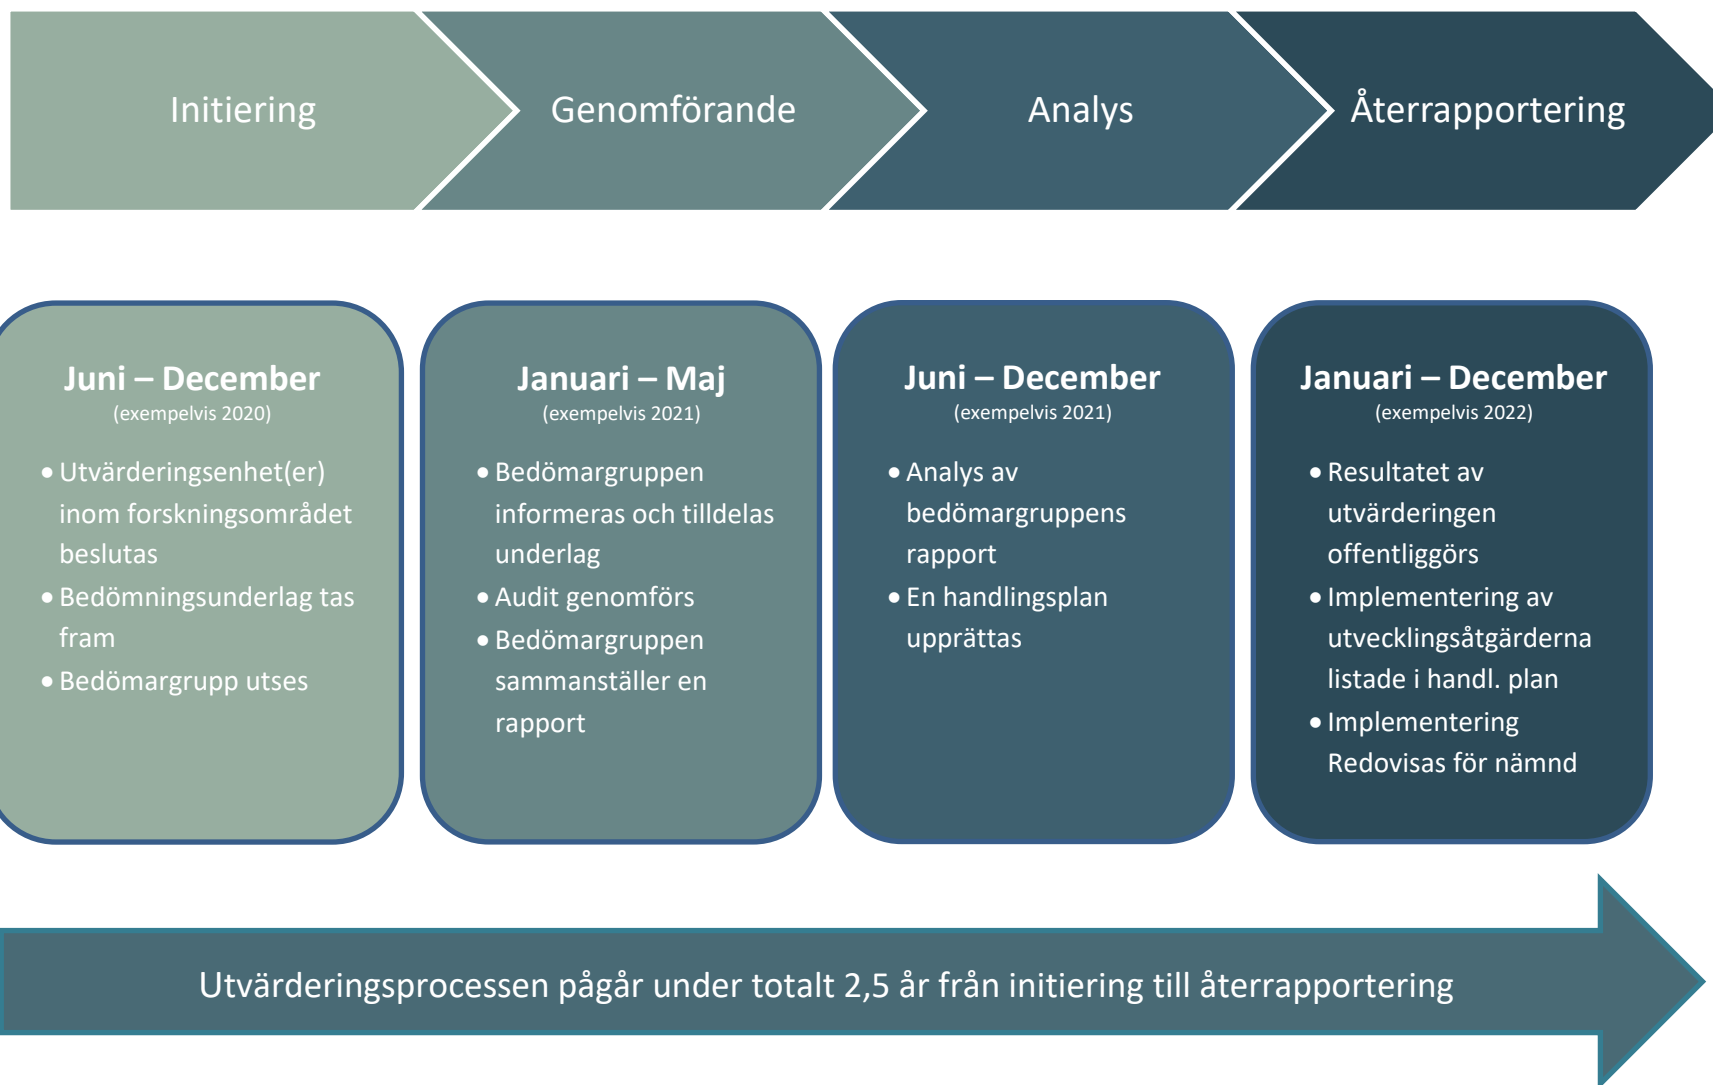 Initiering
Genomförande
Analys
Återrapportering
Juni – December
(exempelvis 2020)
• Utvärderingsenhet(er)
inom forskningsområdet
beslutas
• Bedömningsunderlag tas
fram
• Bedömargrupp utses
Januari – Maj
(exempelvis 2021)
• Bedömargruppen
informeras och tilldelas
underlag
• Audit genomförs
• Bedömargruppen
sammanställer en
rapport
Juni – December
(exempelvis 2021)
• Analys av
bedömargruppens
rapport
• En handlingsplan
upprättas
Januari – December
(exempelvis 2022)
• Resultatet av
utvärderingen
offentliggörs
• Implementering av
utvecklingsåtgärderna
listade i handl. plan
• Implementering
Redovisas för nämnd
Utvärderingsprocessen pågår under totalt 2,5 år från initiering till återrapportering